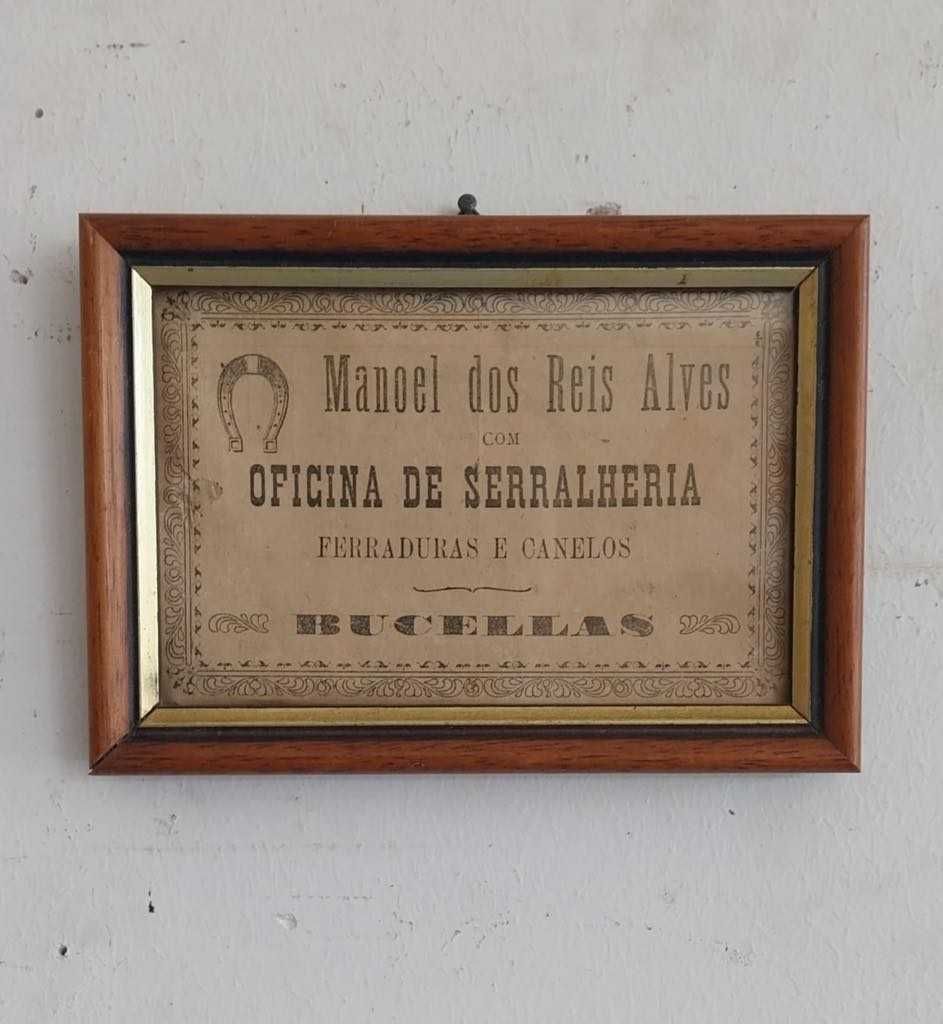 Manoel dos Reis Alves
COM
OFICINA DE SERRALHERIA
FERRADURAS E CANELOS
BUCELLAS